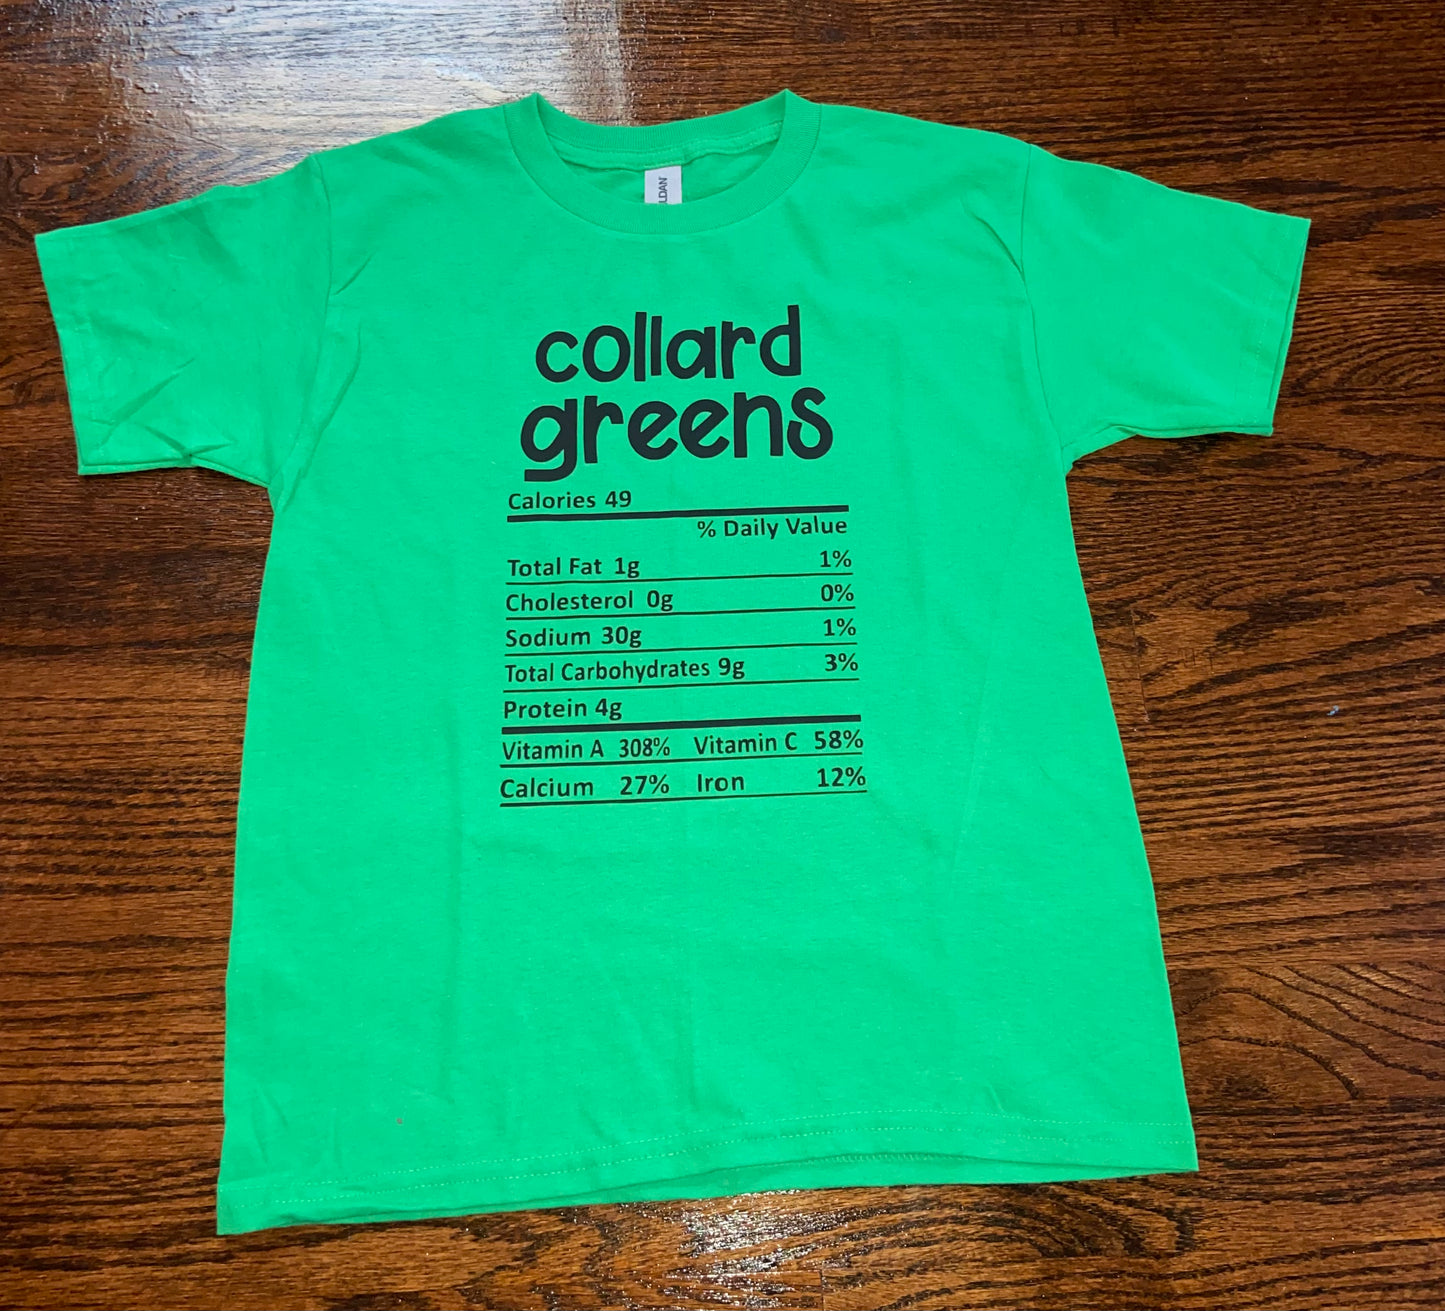 collard
greens
Calories 49
% Daily Value
Total Fat 1g 1%
Cholesterol 0g 0%
Sodium 30g 1%
Total Carbohydrates 9g 3%
Protein 4g
Vitamin A 308% Vitamin C 58%
Calcium 27% Iron 12%